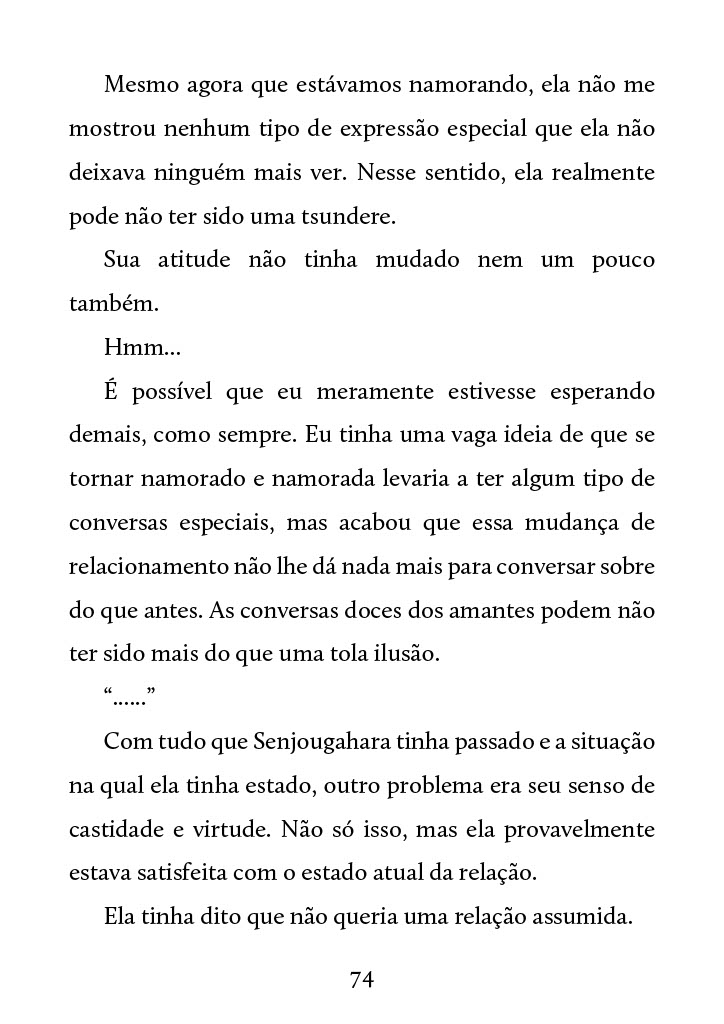 Mesmo agora que estávamos namorando, ela não me
mostrou nenhum tipo de expressão especial que ela não
deixava ninguém mais ver. Nesse sentido, ela realmente
pode não ter sido uma tsundere.
Sua atitude não tinha mudado nem um pouco
também.
Hmm...
É possível que eu meramente estivesse esperando
demais, como sempre. Eu tinha uma vaga ideia de que se
tornar namorado e namorada levaria a ter algum tipo de
conversas especiais, mas acabou que essa mudança de
relacionamento não lhe dá nada mais para conversar sobre
do que antes. As conversas doces dos amantes podem não
ter sido mais do que uma tola ilusão.
“......”
Com tudo que Senjougahara tinha passado e a situação
na qual ela tinha estado, outro problema era seu senso de
castidade e virtude. Não só isso, mas ela provavelmente
estava satisfeita com o estado atual da relação.
Ela tinha dito que não queria uma relação assumida.
74